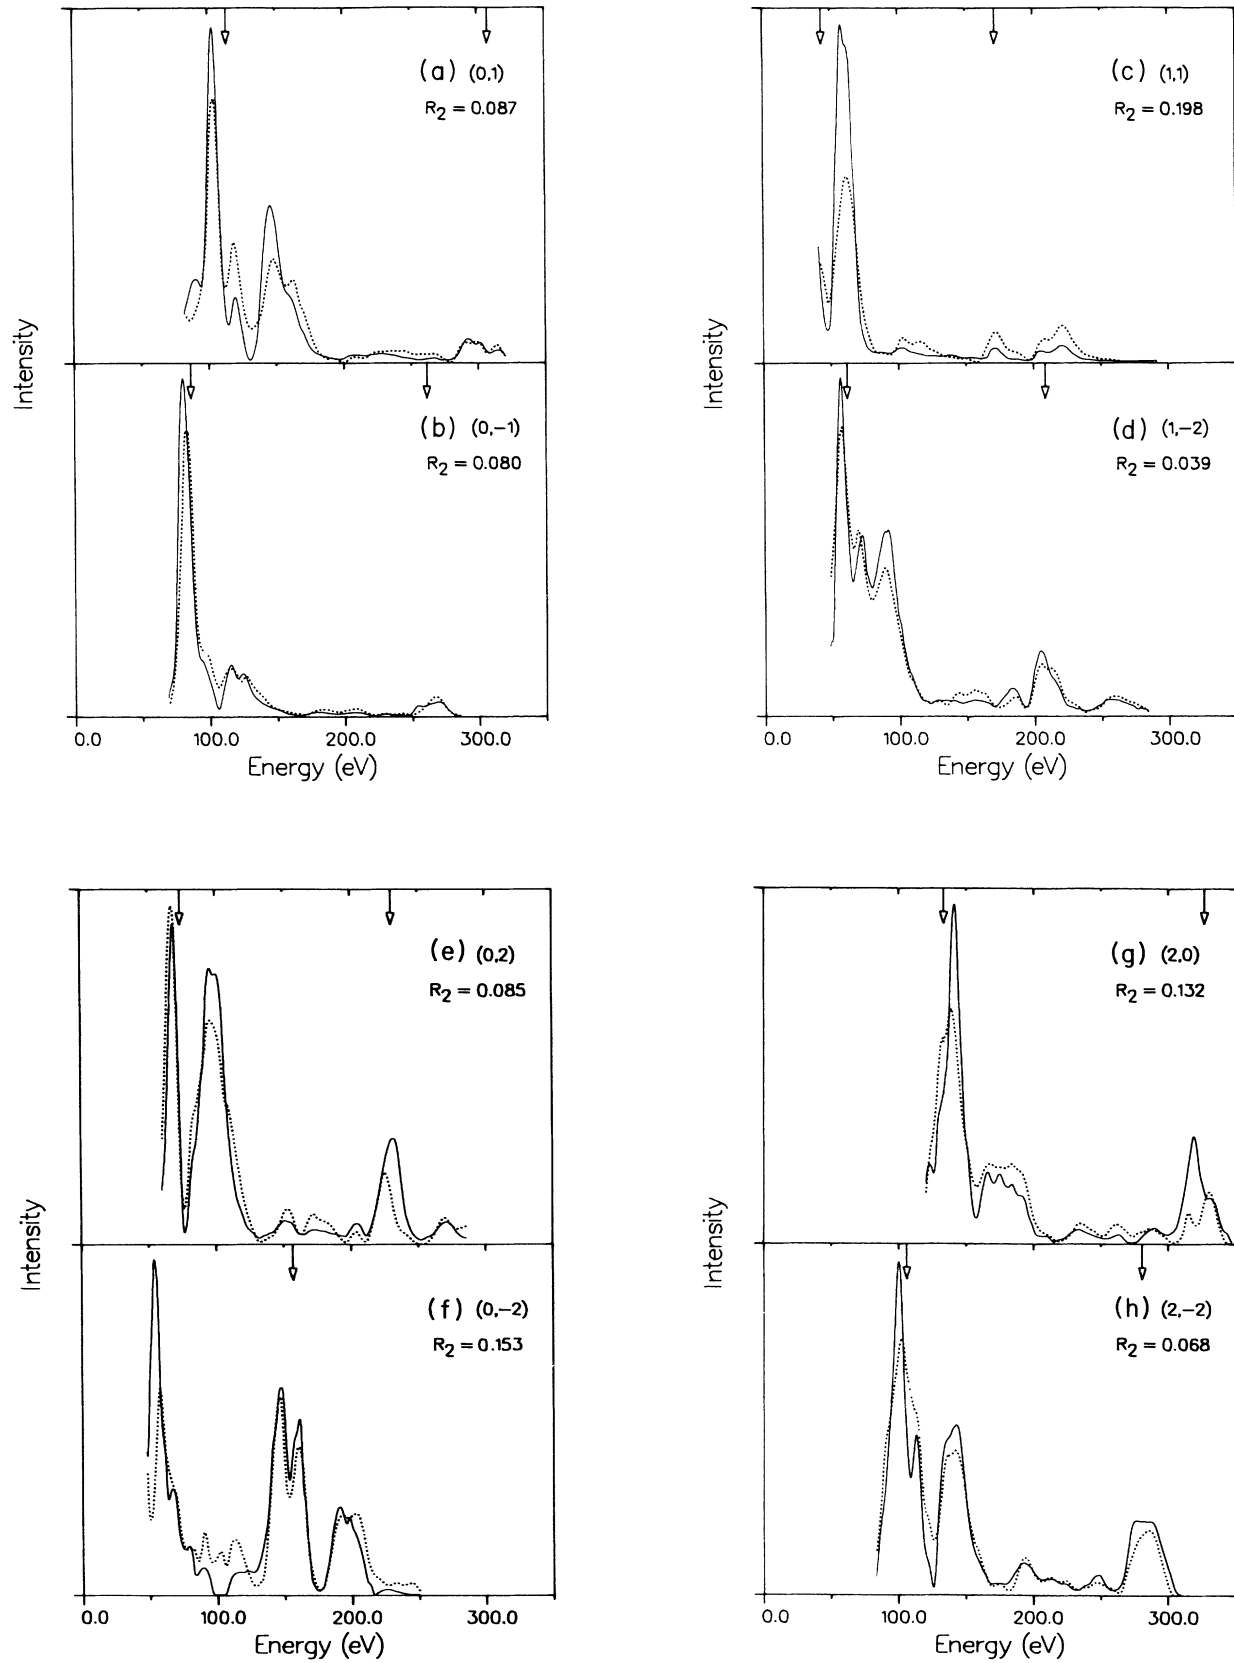 (a) (0,1)
R2 = 0.087
Intensity
(b) (0,−1)
R2 = 0.080
0.0 100.0 200.0 300.0
Energy (eV)
(c) (1,1)
R2 = 0.198
Intensity
(d) (1,−2)
R2 = 0.039
0.0 100.0 200.0 300.0
Energy (eV)
(e) (0,2)
R2 = 0.085
Intensity
(f) (0,−2)
R2 = 0.153
0.0 100.0 200.0 300.0
Energy (eV)
(g) (2,0)
R2 = 0.132
Intensity
(h) (2,−2)
R2 = 0.068
0.0 100.0 200.0 300.0
Energy (eV)